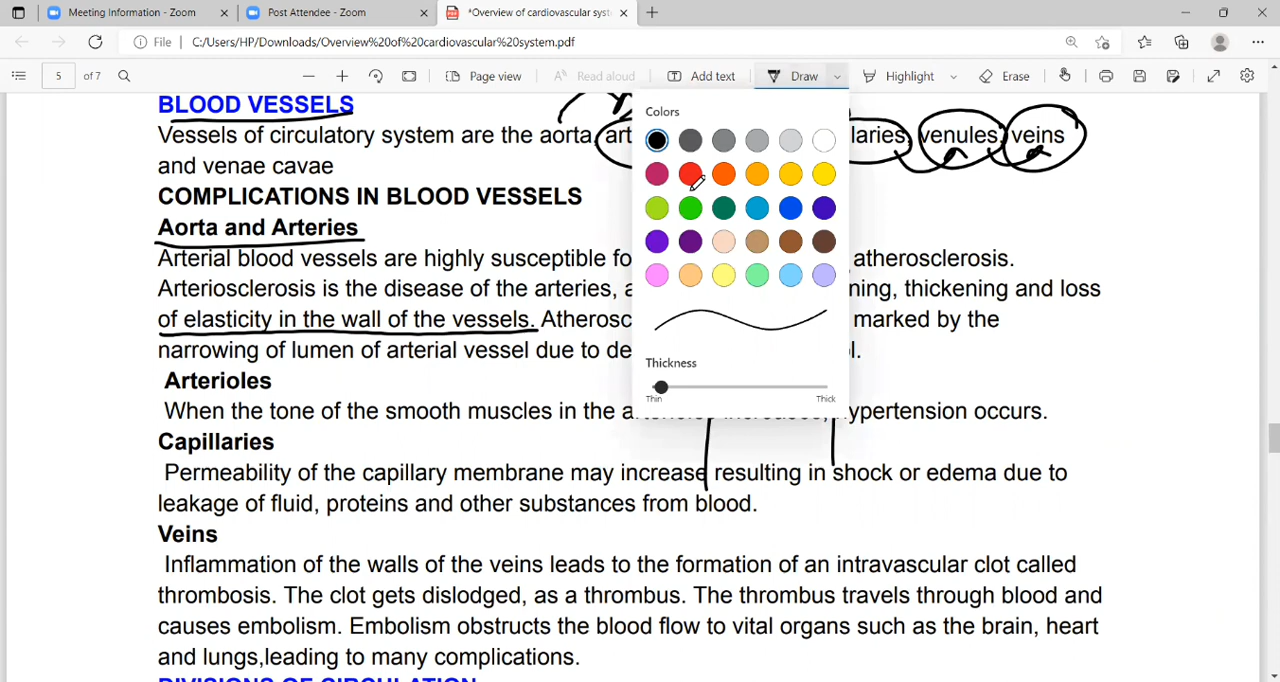 Meeting Information - Zoom
Post Attendee - Zoom
*Overview of cardiovascular syst
File
C:/Users/HP/Downloads/Overview%20of%20cardiovascular%20system.pdf
5 of 7
Page view
Read aloud
Add text
Draw
Highlight
Erase
BLOOD VESSELS
Vessels of circulatory system are the aorta, venules, veins
and venae cavae
COMPLICATIONS IN BLOOD VESSELS
Aorta and Arteries
Arterial blood vessels are highly susceptible atherosclerosis.
Arteriosclerosis is the disease of the arteries, thickening and loss
of elasticity in the wall of the vessels. marked by the
narrowing of lumen of arterial vessel due to
Arterioles
When the tone of the smooth muscles in the hypertension occurs.
Capillaries
Permeability of the capillary membrane may increase resulting in shock or edema due to
leakage of fluid, proteins and other substances from blood.
Veins
Inflammation of the walls of the veins leads to the formation of an intravascular clot called
thrombosis. The clot gets dislodged, as a thrombus. The thrombus travels through blood and
causes embolism. Embolism obstructs the blood flow to vital organs such as the brain, heart
and lungs,leading to many complications.
DIVISIONS OF CIRCULATION
Colors
Thickness
Thin
Thick